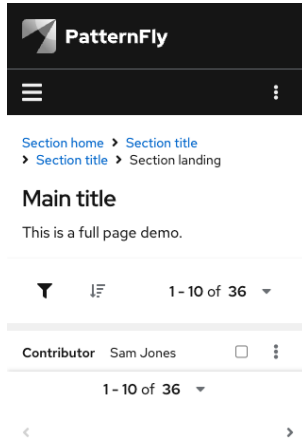 PatternFly
Section home > Section title
> Section title > Section landing
Main title
This is a full page demo.
1 - 10 of 36
Contributor Sam Jones
1 - 10 of 36